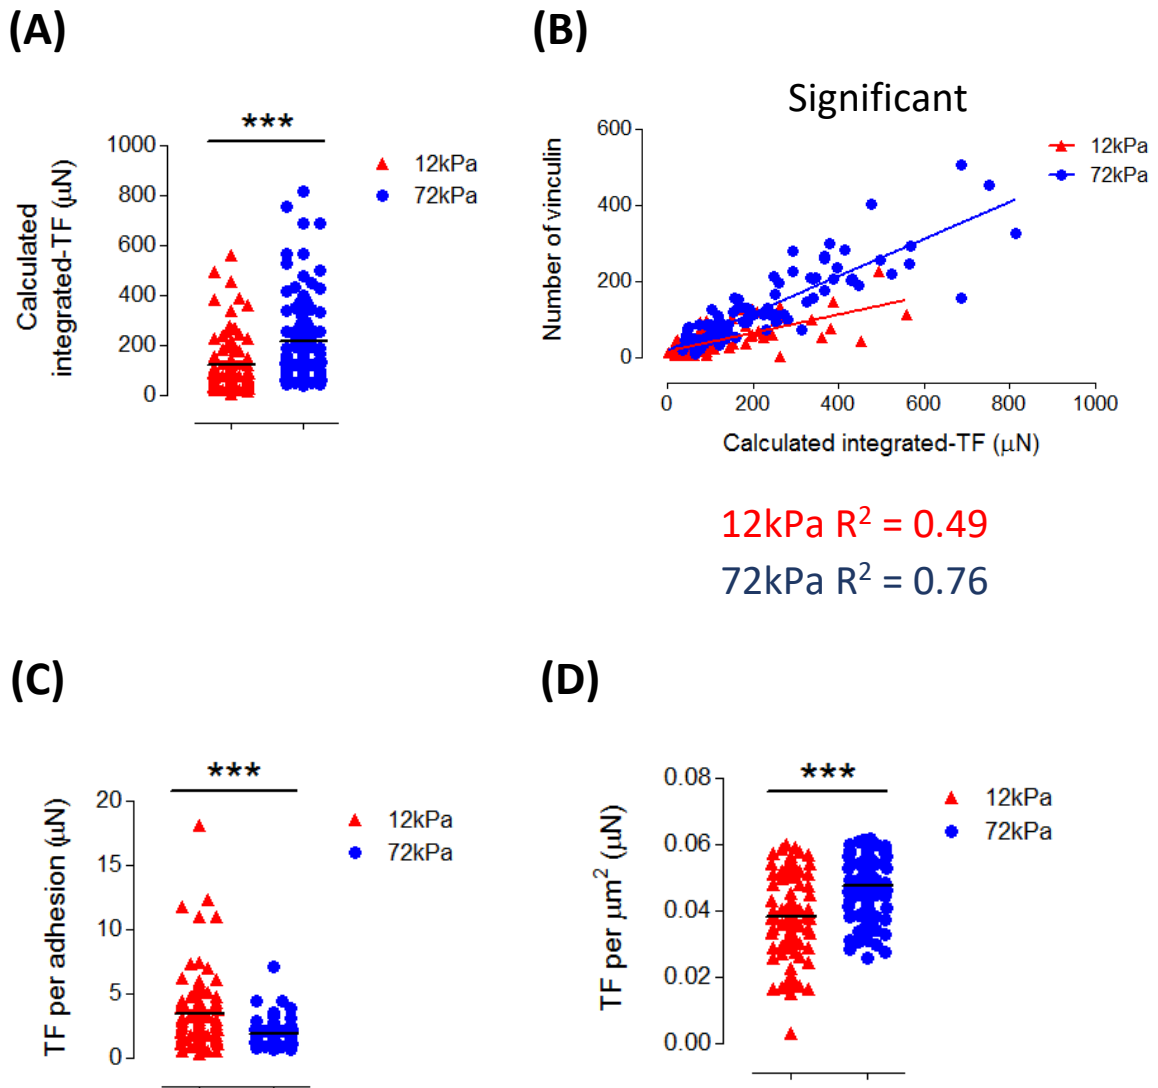 (A)
***
Calculated
integrated-TF (μN)
1000
800
600
400
200
0
12kPa
72kPa
(B)
Significant
Number of vinculin
600
400
200
0
0 200 400 600 800 1000
Calculated integrated-TF (μN)
12kPa
72kPa
12kPa R² = 0.49
72kPa R² = 0.76
(C)
***
TF per adhesion (μN)
20
15
10
5
0
12kPa
72kPa
(D)
***
TF per μm² (μN)
0.08
0.06
0.04
0.02
0.00
12kPa
72kPa